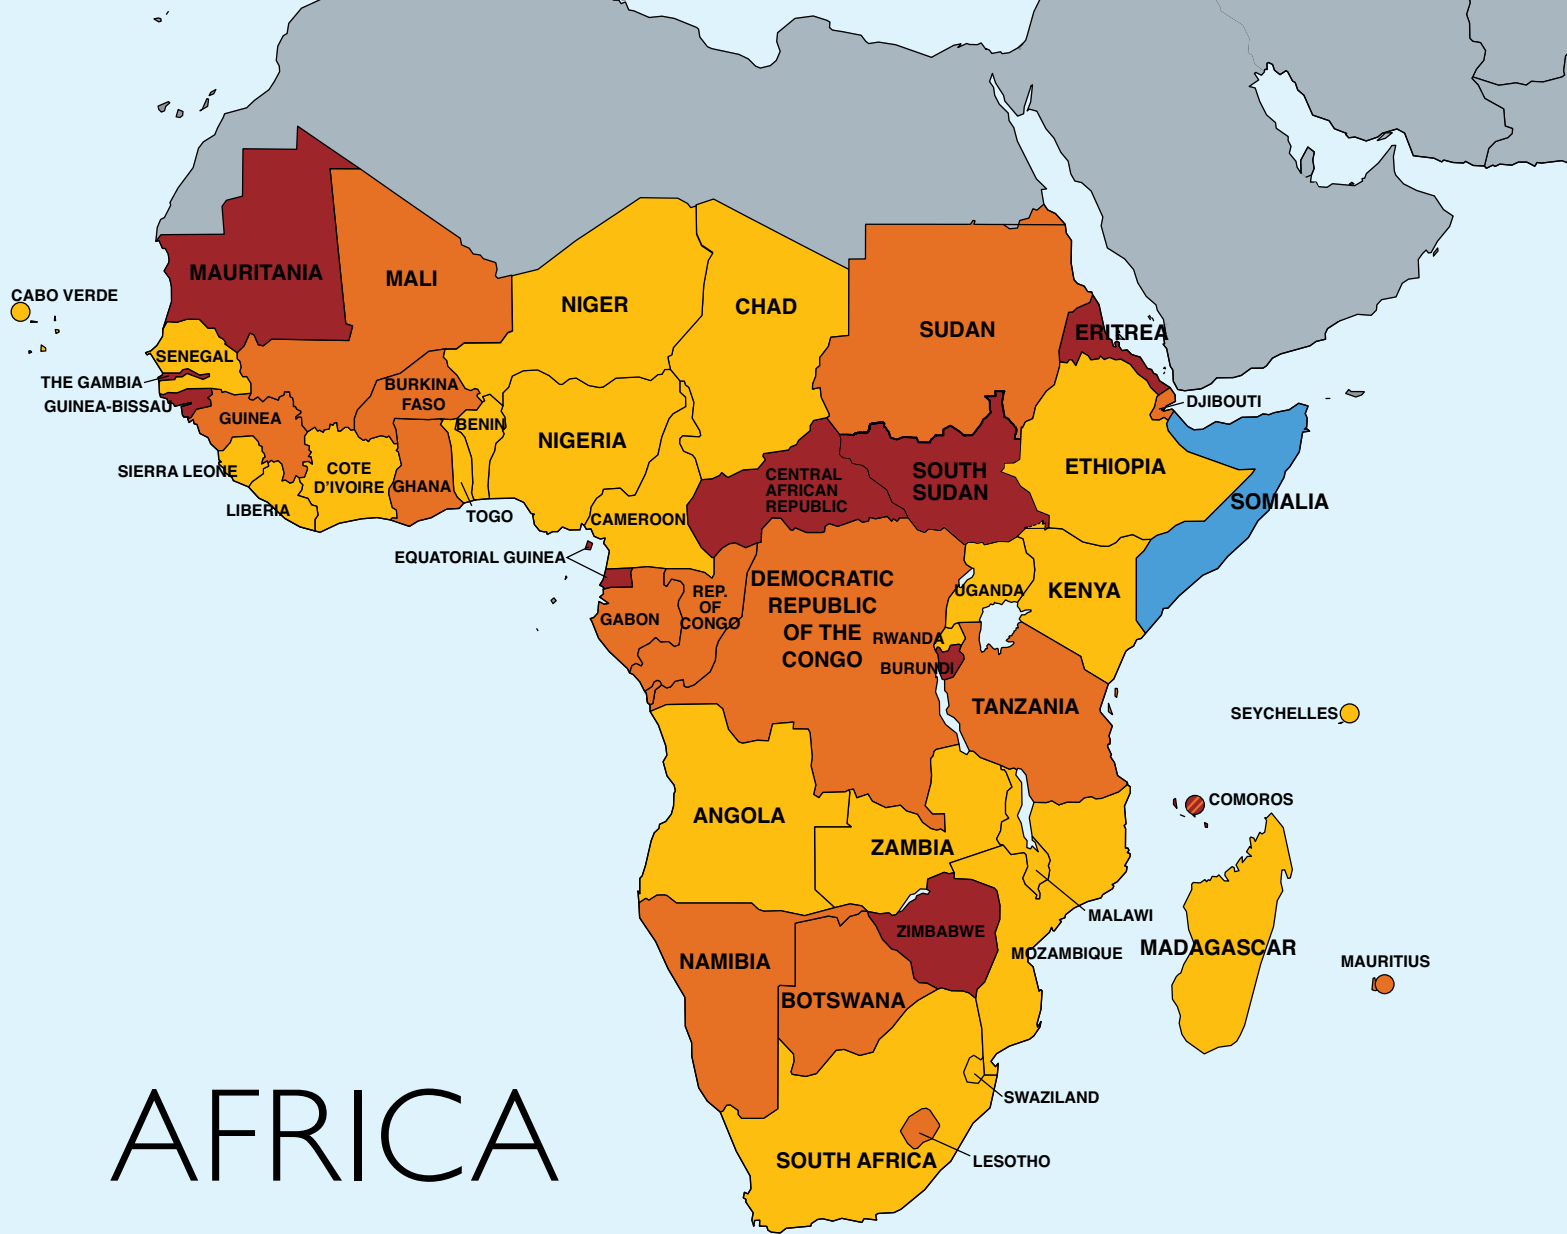 MAURITANIA
MALI
NIGER
CHAD
SUDAN
ERITREA
CABO VERDE
SENEGAL
THE GAMBIA
GUINEA-BISSAU
BURKINA
FASO
GUINEA
BENIN
NIGERIA
DJIBOUTI
SIERRA LEONE
COTE
D'IVOIRE
GHANA
LIBERIA
TOGO
CENTRAL
AFRICAN
REPUBLIC
SOUTH
SUDAN
ETHIOPIA
SOMALIA
CAMEROON
EQUATORIAL GUINEA
GABON
REP.
OF
CONGO
DEMOCRATIC
REPUBLIC
OF THE
CONGO
UGANDA
KENYA
RWANDA
BURUNDI
TANZANIA
SEYCHELLES
COMOROS
ANGOLA
ZAMBIA
MALAWI
ZIMBABWE
MOZAMBIQUE
MADAGASCAR
MAURITIUS
NAMIBIA
BOTSWANA
SWAZILAND
SOUTH AFRICA
LESOTHO
AFRICA